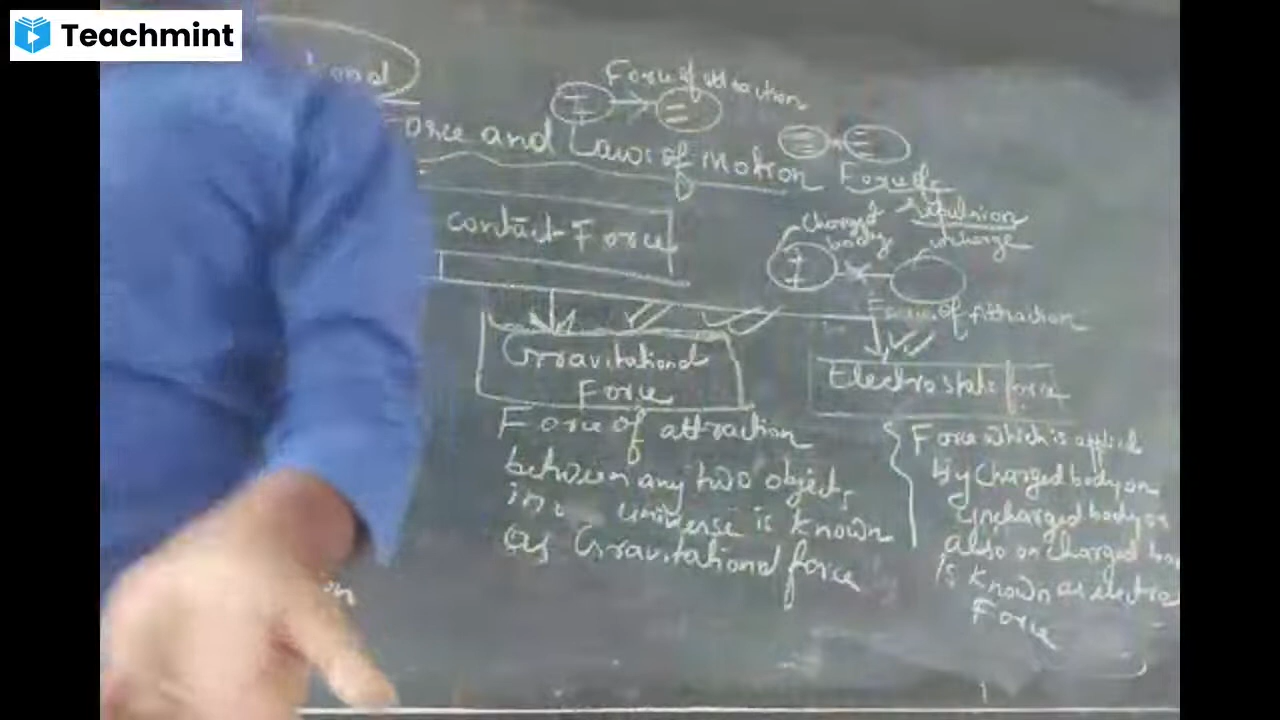 Teachmint
Force of attraction
Force and Laws of Motion
Force of
repulsion
Charged
body
uncharge
contact Force
Force of Attraction
Gravitational
Force
Electrostatic force
Force of attraction
between any two objects
in universe is known
as Gravitational force
Force which is applied
by Charged body on
Uncharged body or
also on charged bo
is known as electro
Force